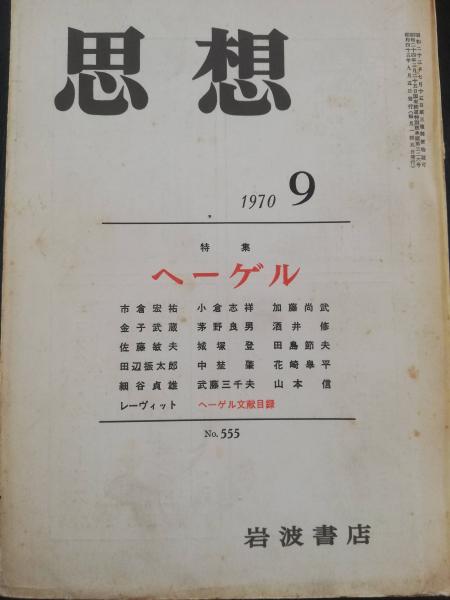 思想
1970 9
特集
ヘーゲル
市倉宏祐 小倉志祥 加藤尚武
金子武蔵 茅野良男 酒井修
佐藤敏夫 城塚登 田島節夫
田辺振太郎 中埜肇 花崎皋平
細谷貞雄 武藤三千夫 山本信
レーヴィット ヘーゲル文献目録
No. 555
岩波書店